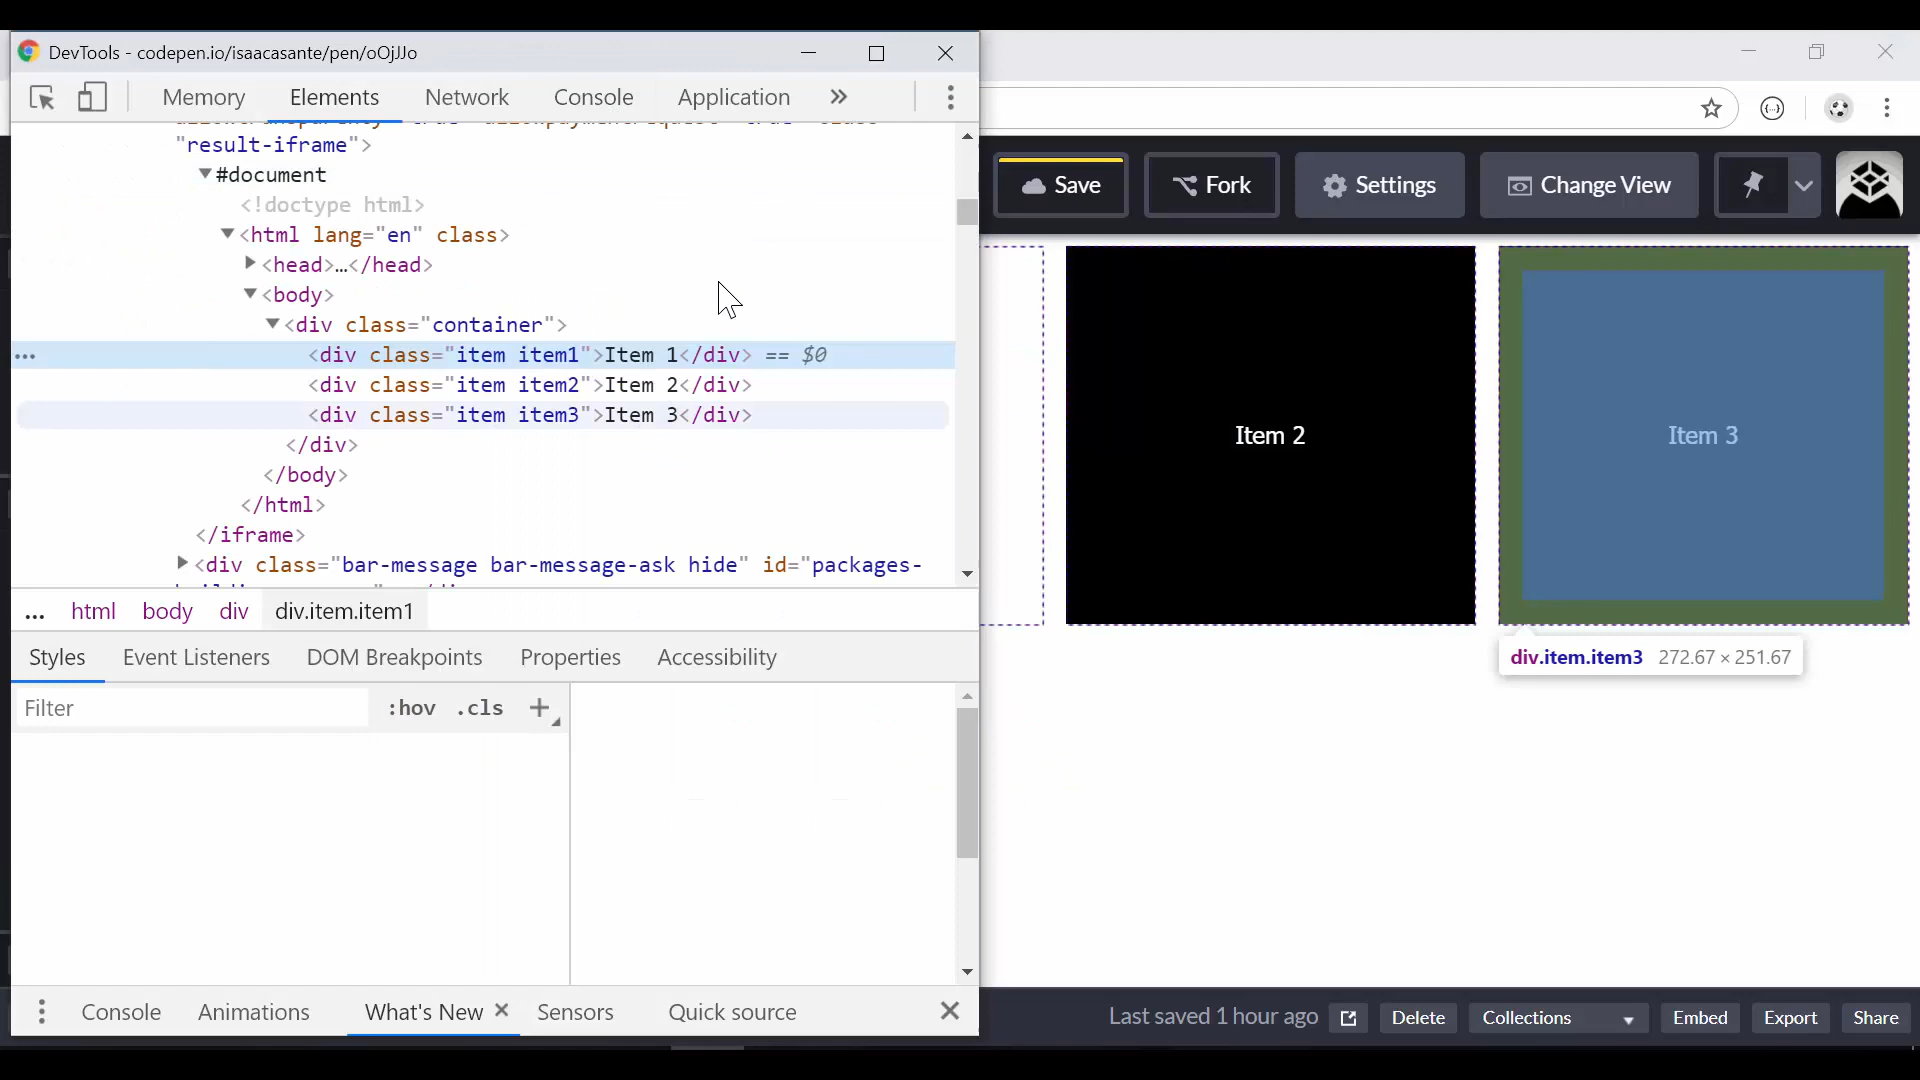 DevTools - codepen.io/isaacasante/pen/oOjJJo
Memory Elements Network Console Application »
"result-iframe">
#document
<!doctype html>
<html lang="en" class>
<head>…</head>
<body>
<div class="container">
<div class="item item1">Item 1</div> == $0
<div class="item item2">Item 2</div>
<div class="item item3">Item 3</div>
</div>
</body>
</html>
</iframe>
<div class="bar-message bar-message-ask hide" id="packages-
... html body div div.item.item1
Styles Event Listeners DOM Breakpoints Properties Accessibility
Filter :hov .cls +
Console Animations What's New Sensors Quick source
Save Fork Settings Change View
Item 2
Item 3
div.item.item3 272.67 × 251.67
Last saved 1 hour ago Delete Collections Embed Export Share